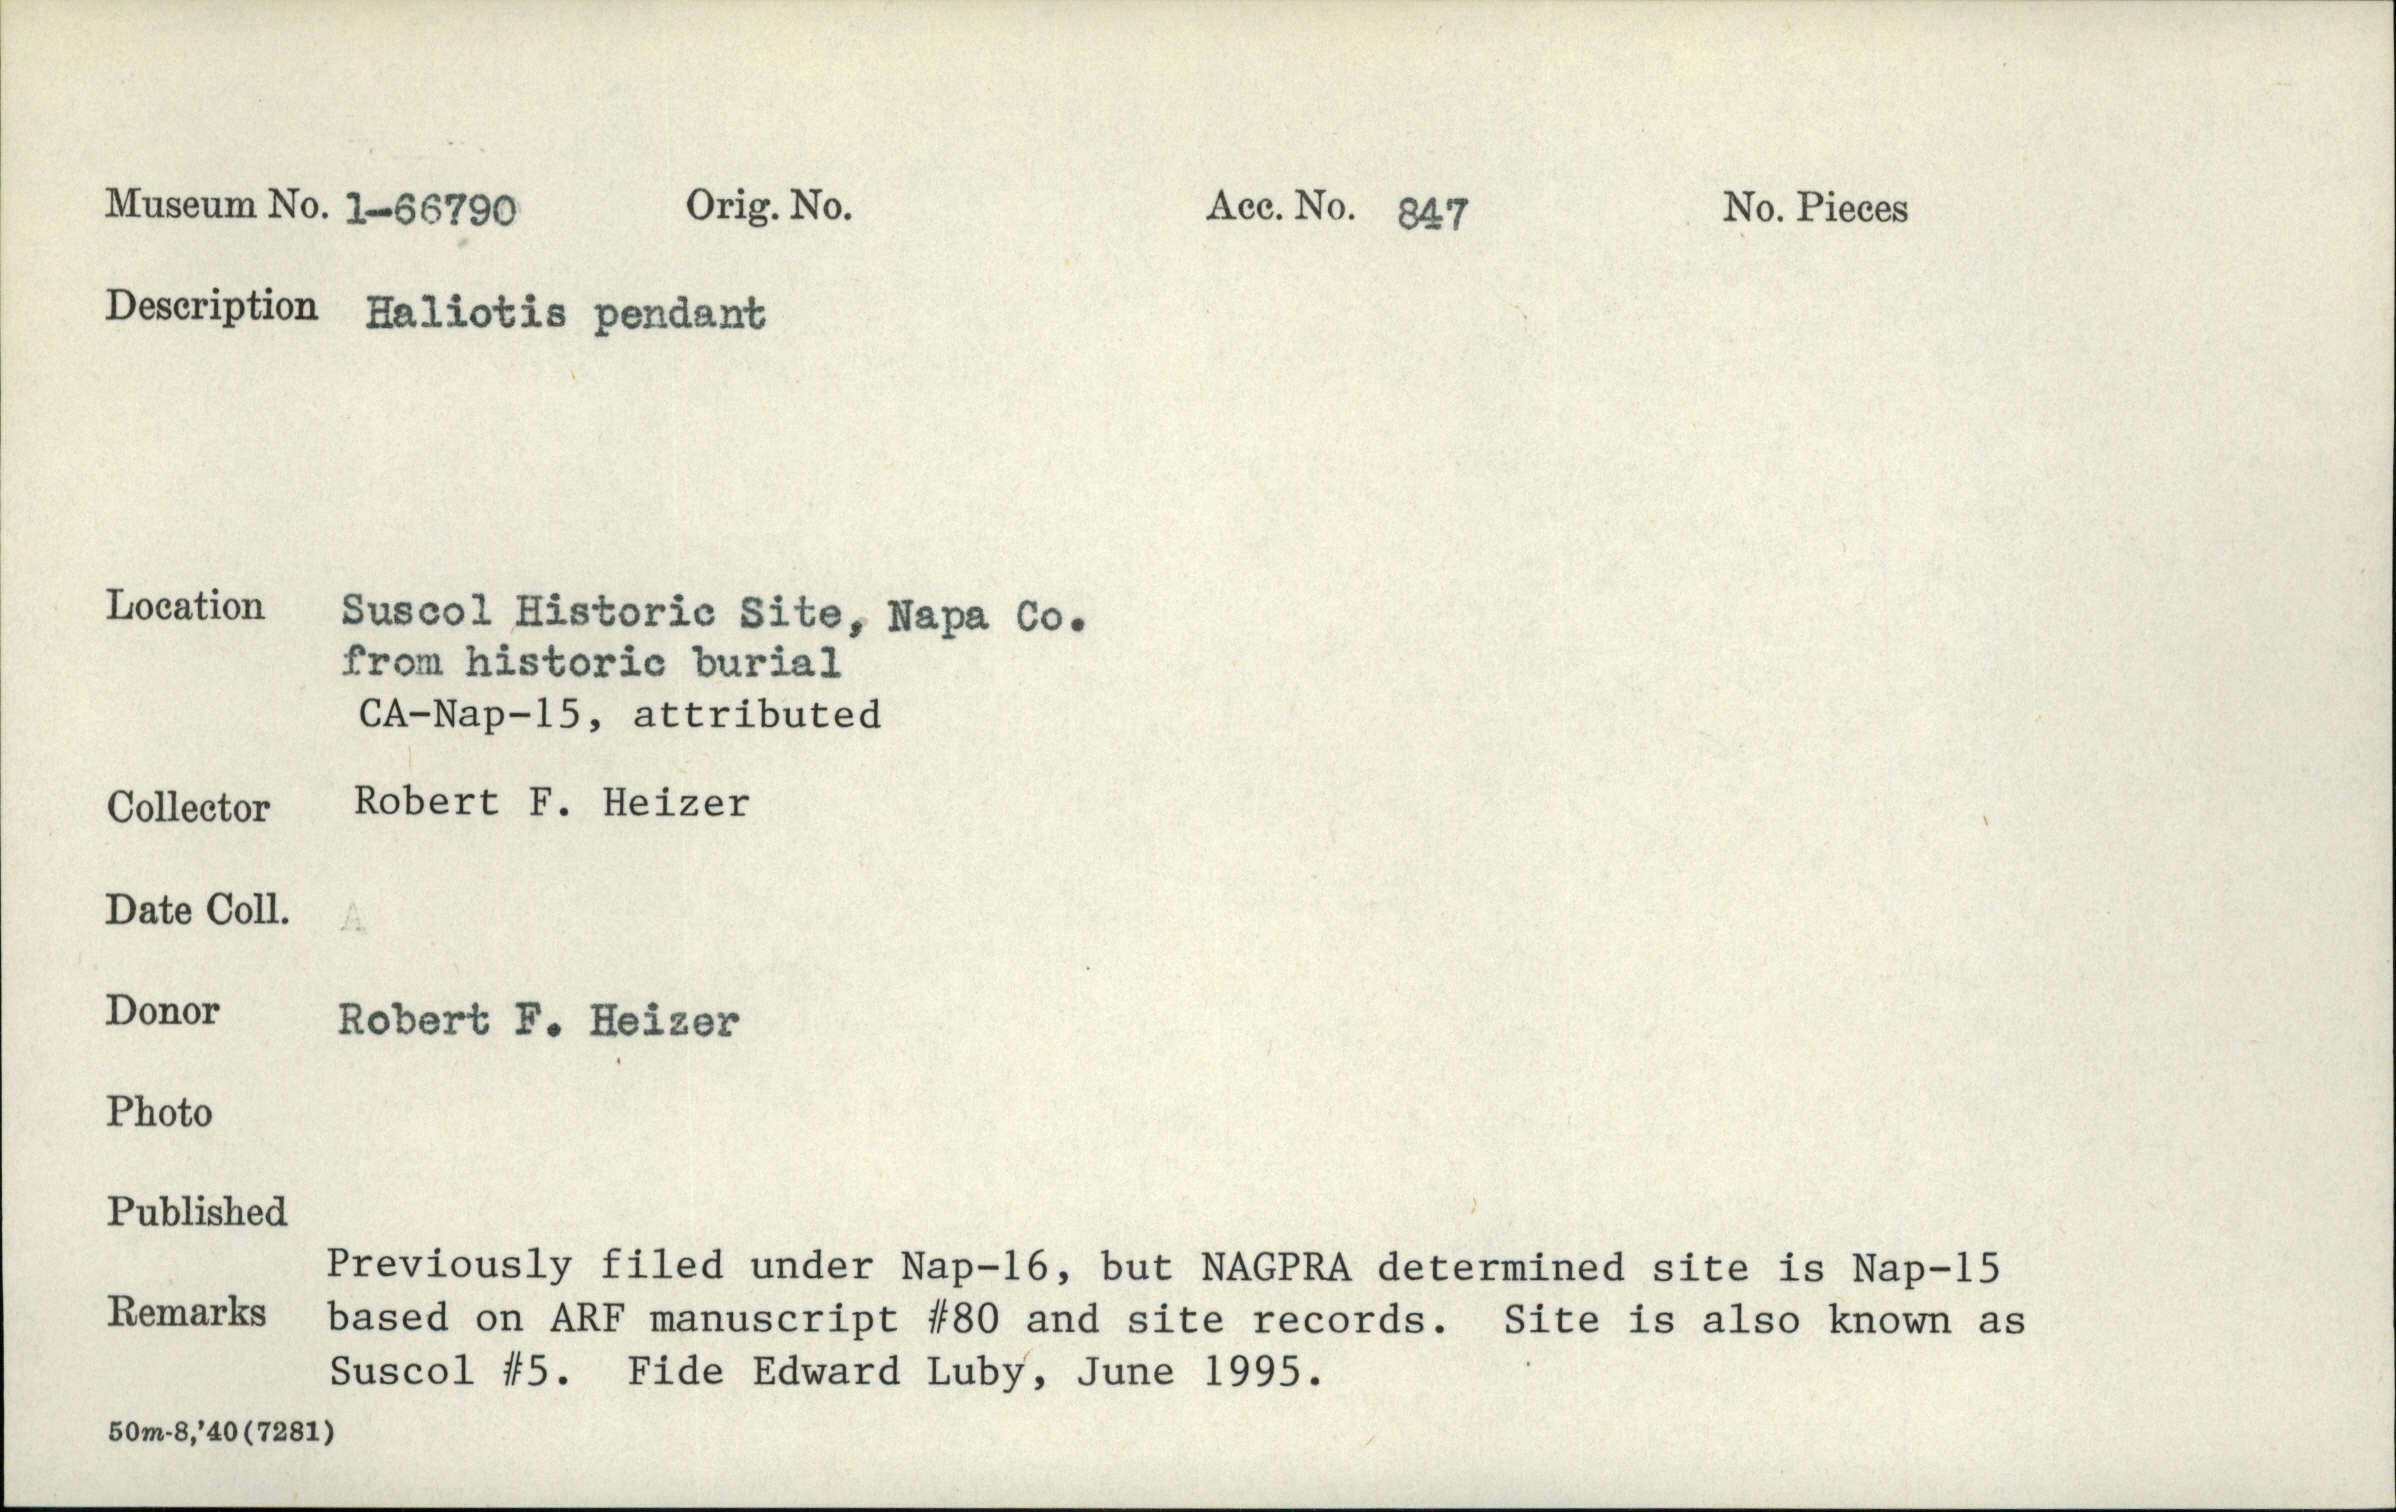 Museum No. 1-66790 Orig. No. Acc. No. 847 No. Pieces
Description Haliotis pendant
Location Suscol Historic Site, Napa Co.
from historic burial
CA-Nap-15, attributed
Collector Robert F. Heizer
Date Coll. A
Donor Robert F. Heizer
Photo
Published
Previously filed under Nap-16, but NAGPRA determined site is Nap-15
Remarks based on ARF manuscript #80 and site records. Site is also known as
Suscol #5. Fide Edward Luby, June 1995.
50m-8,'40(7281)